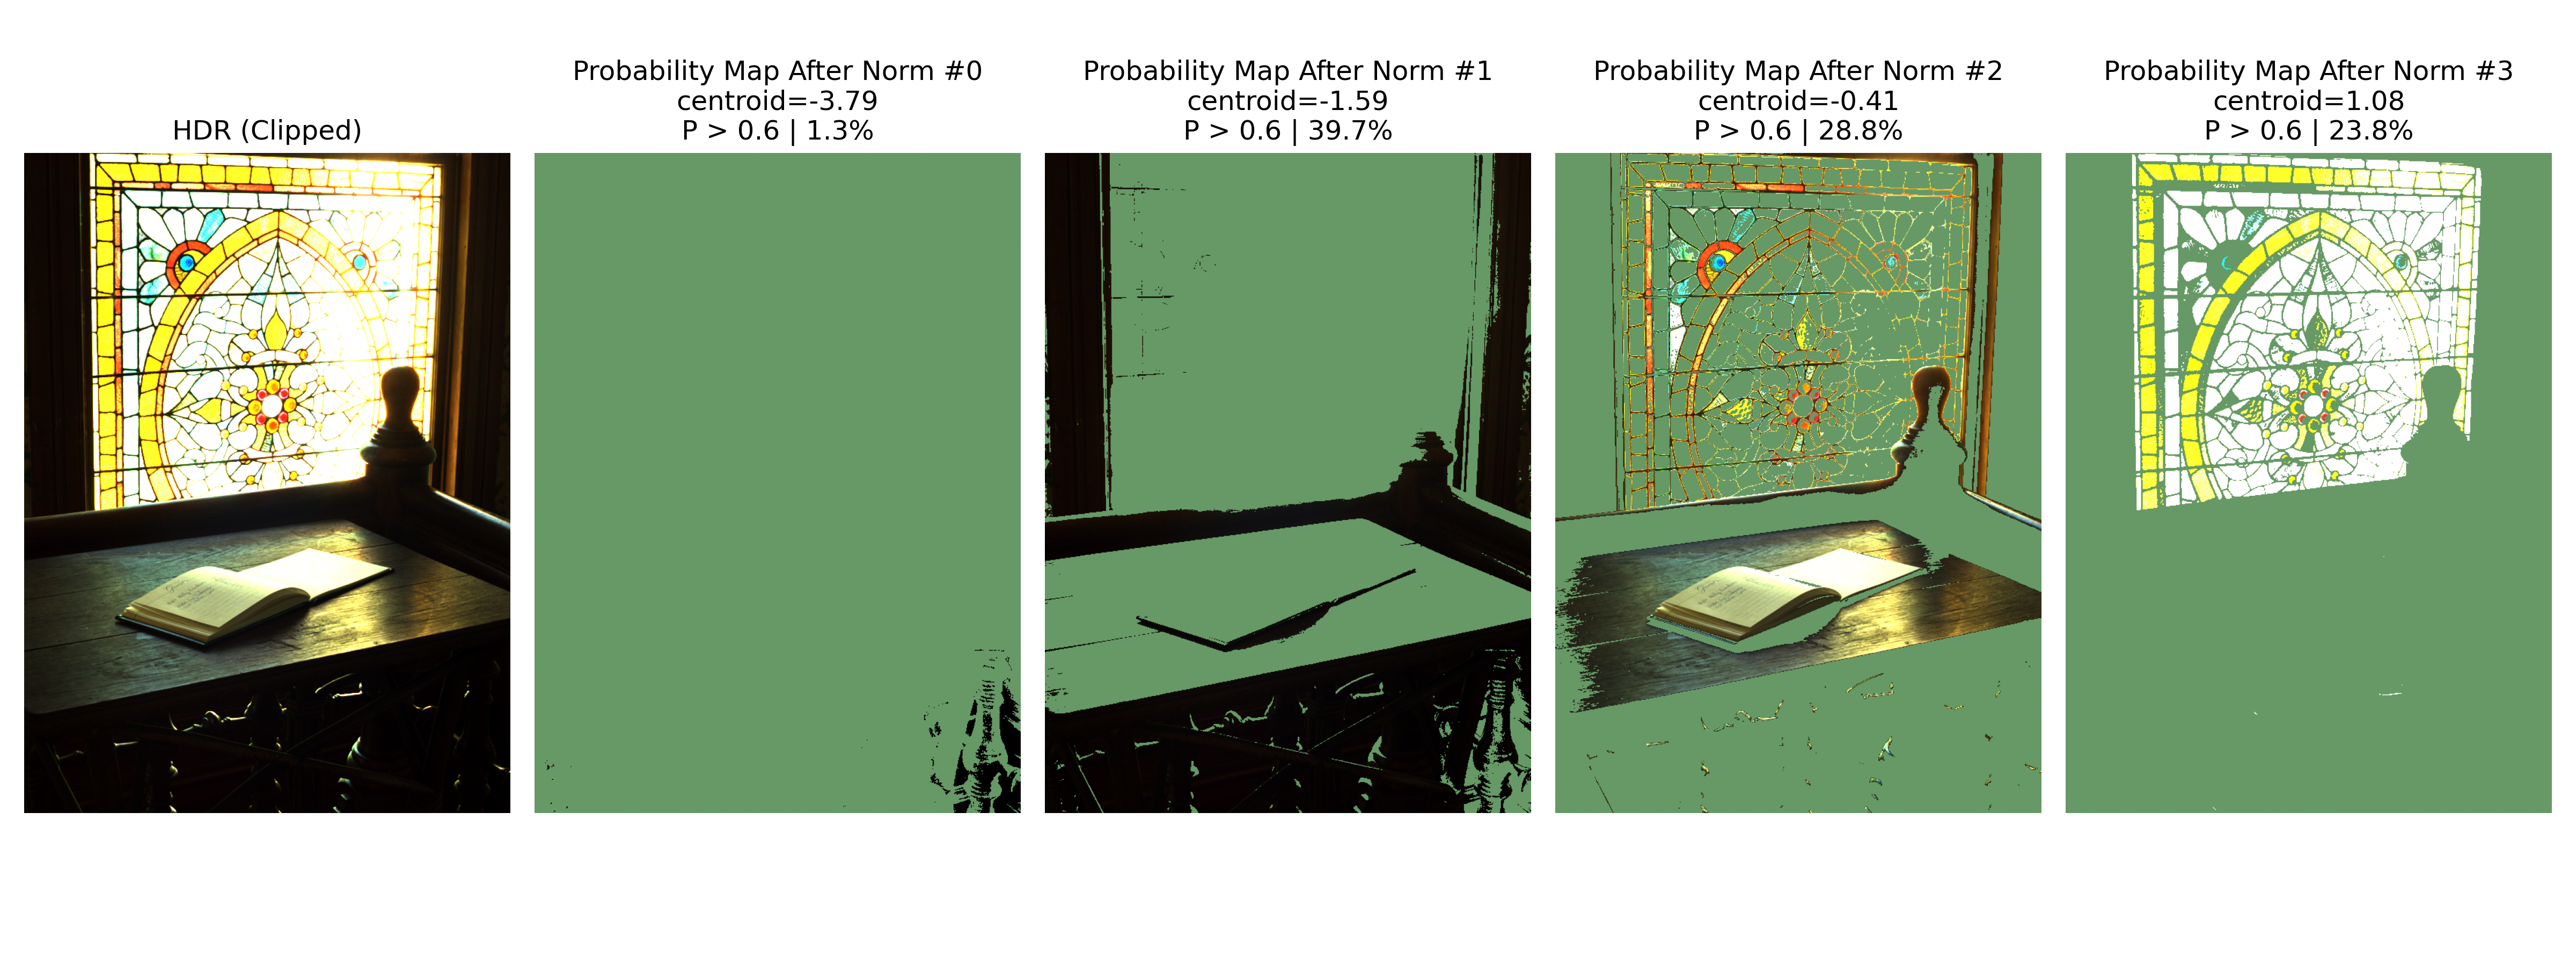 HDR (Clipped)
Probability Map After Norm #0
centroid=-3.79
P > 0.6 | 1.3%
Probability Map After Norm #1
centroid=-1.59
P > 0.6 | 39.7%
Probability Map After Norm #2
centroid=-0.41
P > 0.6 | 28.8%
Probability Map After Norm #3
centroid=1.08
P > 0.6 | 23.8%